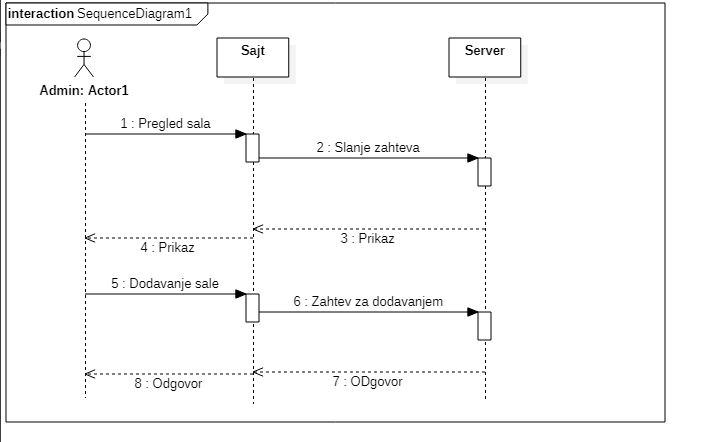 interaction SequenceDiagram1
Sajt
Server
Admin: Actor1
1 : Pregled sala
2 : Slanje zahteva
3 : Prikaz
4 : Prikaz
5 : Dodavanje sale
6 : Zahtev za dodavanjem
7 : ODgovor
8 : Odgovor